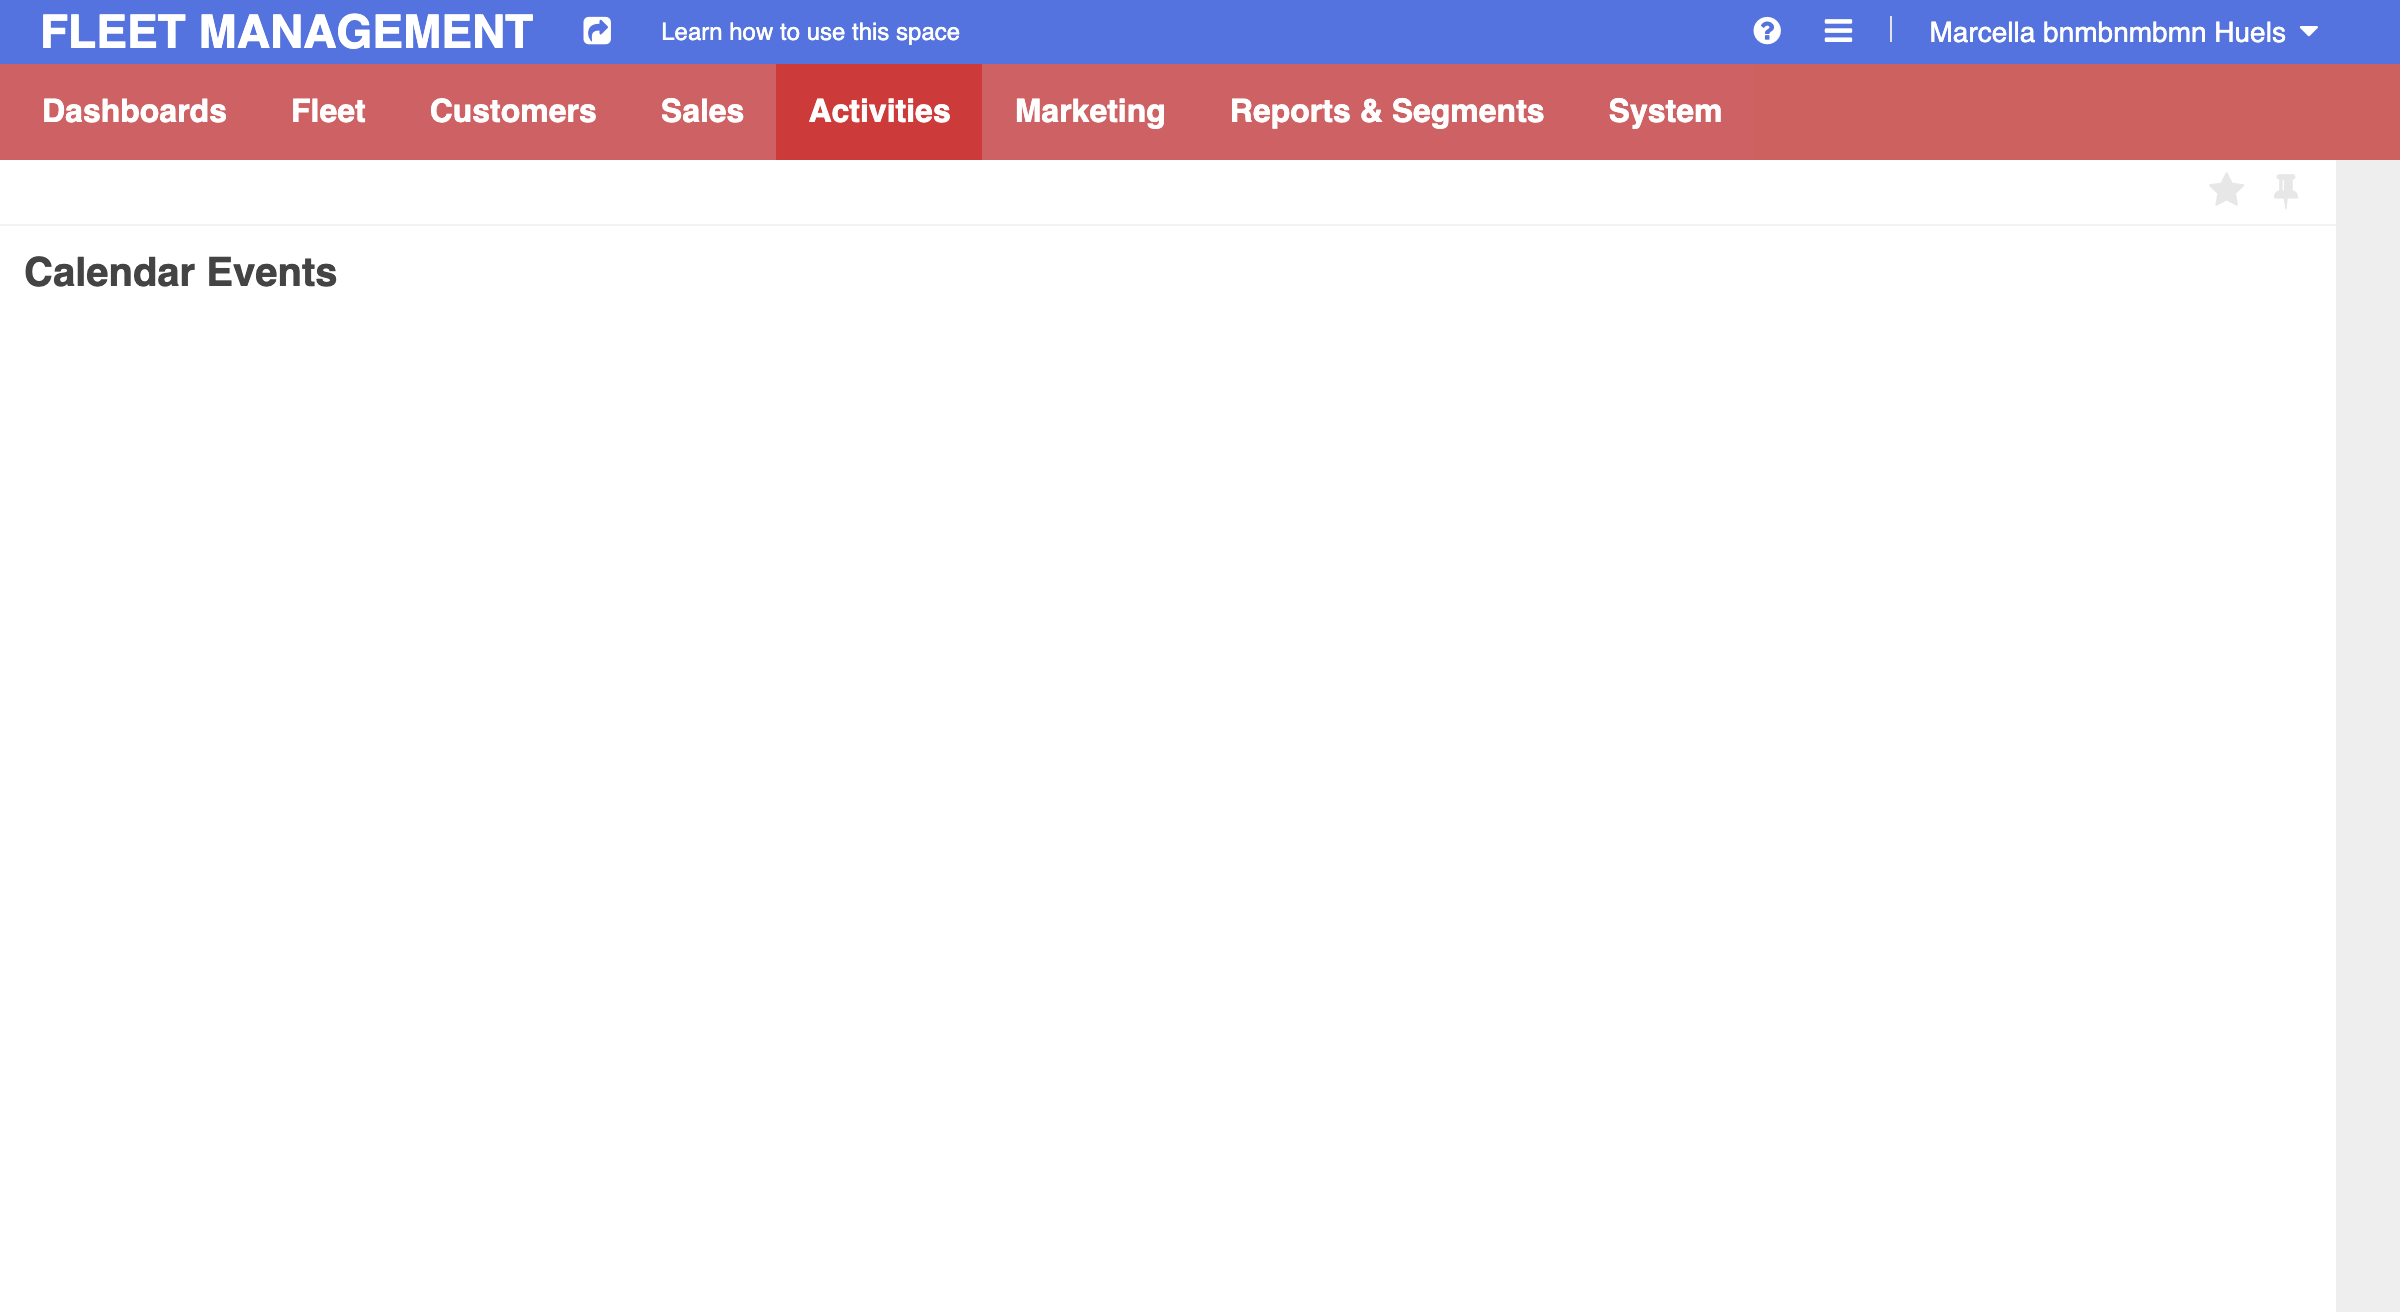 FLEET MANAGEMENT Learn how to use this space Marcella bnmbnmbmn Huels
Dashboards Fleet Customers Sales Activities Marketing Reports & Segments System
Calendar Events